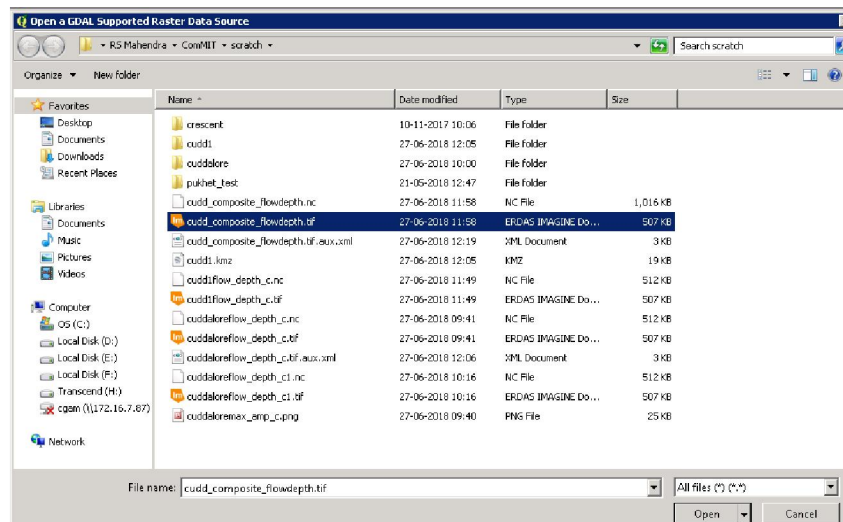 Open a GDAL Supported Raster Data Source
RS Mahendra ComMIT scratch
Search scratch
Organize New folder
Name Date modified Type Size
Favorites
Desktop
Documents
Downloads
Recent Places
Libraries
Documents
Music
Pictures
Videos
Computer
OS (C:)
Local Disk (D:)
Local Disk (E:)
Local Disk (F:)
Transcend (H:)
cgam (\\172.16.7.87)
Network
crescent 10-11-2017 10:06 File folder
cudd1 27-06-2018 12:05 File folder
cuddalore 27-06-2018 10:00 File folder
pukhet_test 21-05-2018 12:47 File folder
cudd_composite_flowdepth.nc 27-06-2018 11:58 NC File 1,016 KB
cudd_composite_flowdepth.tif 27-06-2018 11:58 ERDAS IMAGINE Do... 507 KB
cudd_composite_flowdepth.tif.aux.xml 27-06-2018 12:19 XML Document 3 KB
cudd1.kmz 27-06-2018 12:05 KMZ 19 KB
cudd1flow_depth_c.nc 27-06-2018 11:49 NC File 512 KB
cudd1flow_depth_c.tif 27-06-2018 11:49 ERDAS IMAGINE Do... 507 KB
cuddaloreflow_depth_c.nc 27-06-2018 09:41 NC File 512 KB
cuddaloreflow_depth_c.tif 27-06-2018 09:41 ERDAS IMAGINE Do... 507 KB
cuddaloreflow_depth_c.tif.aux.xml 27-06-2018 12:06 XML Document 3 KB
cuddaloreflow_depth_c1.nc 27-06-2018 10:16 NC File 512 KB
cuddaloreflow_depth_c1.tif 27-06-2018 10:16 ERDAS IMAGINE Do... 507 KB
cuddaloremax_amp_c.png 27-06-2018 09:40 PNG File 25 KB
File name: cudd_composite_flowdepth.tif
All files (*) (*.*)
Open Cancel